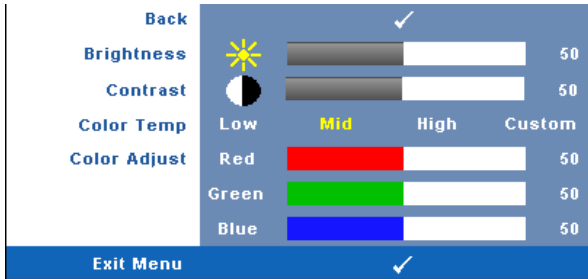 Back
Brightness 50
Contrast 50
Color Temp Low Mid High Custom
Color Adjust Red 50
Green 50
Blue 50
Exit Menu